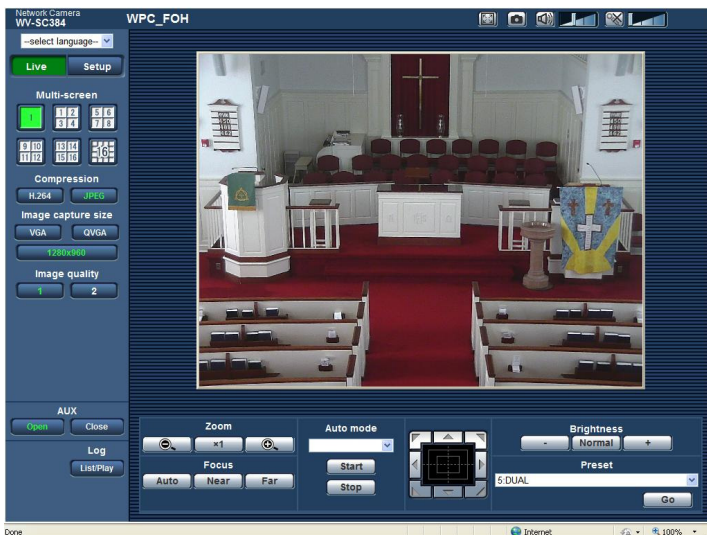 Network Camera
WV-SC384
WPC_FOH
--select language--
Live
Setup
Multi-screen
1
1 2
3 4
5 6
7 8
9 10
11 12
13 14
15 16
16
Compression
H.264
JPEG
Image capture size
VGA
QVGA
1280x960
Image quality
1
2
AUX
Open
Close
Log
List/Play
Zoom
×1
Focus
Auto
Near
Far
Auto mode
Start
Stop
Brightness
-
Normal
+
Preset
5:DUAL
Go
Done
Internet
100%